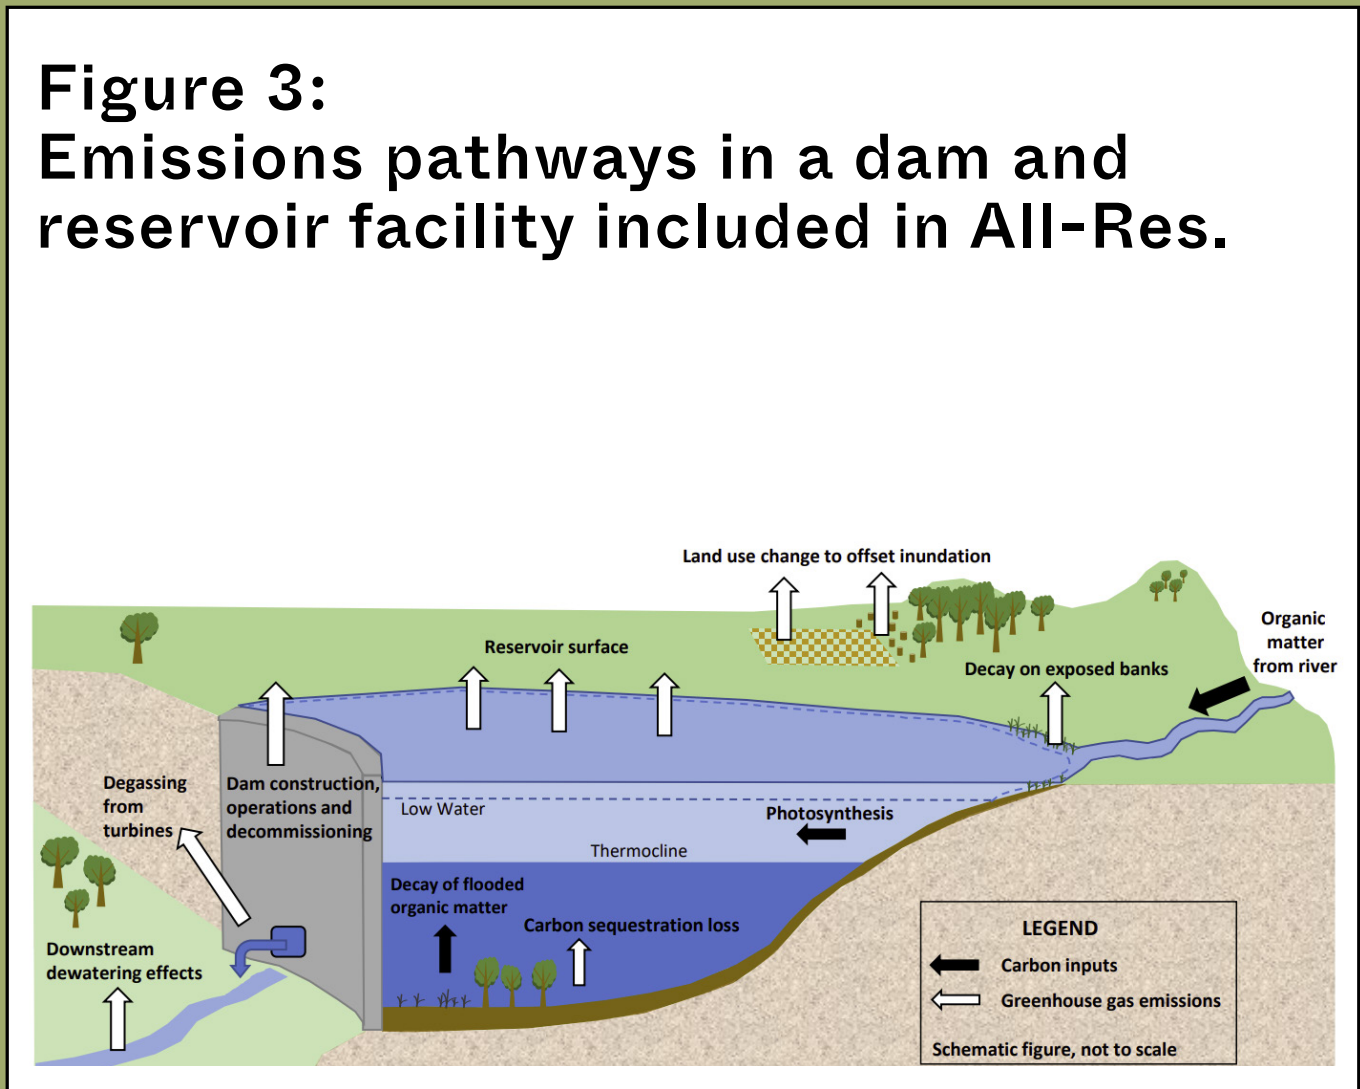 Figure 3:
Emissions pathways in a dam and
reservoir facility included in All-Res.
Land use change to offset inundation
Organic
matter
from river
Reservoir surface
Decay on exposed banks
Degassing
from
turbines
Dam construction,
operations and
decommissioning
Low Water
Photosynthesis
Thermocline
Decay of flooded
organic matter
Carbon sequestration loss
Downstream
dewatering effects
LEGEND
Carbon inputs
Greenhouse gas emissions
Schematic figure, not to scale